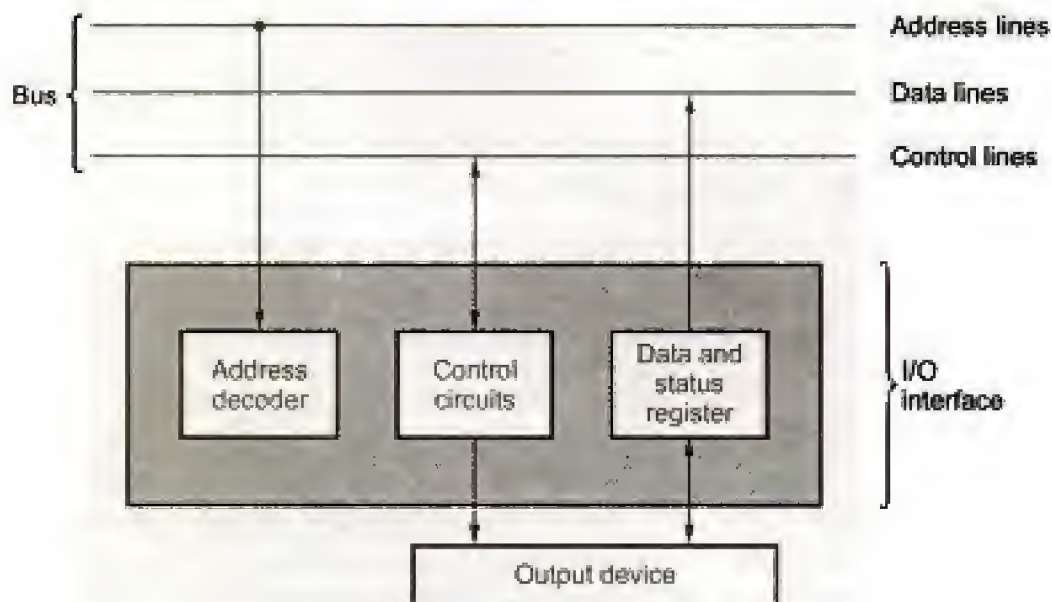 Address lines
Bus
Data lines
Control lines
Address
decoder
Control
circuits
Data and
status
register
I/O
interface
Output device